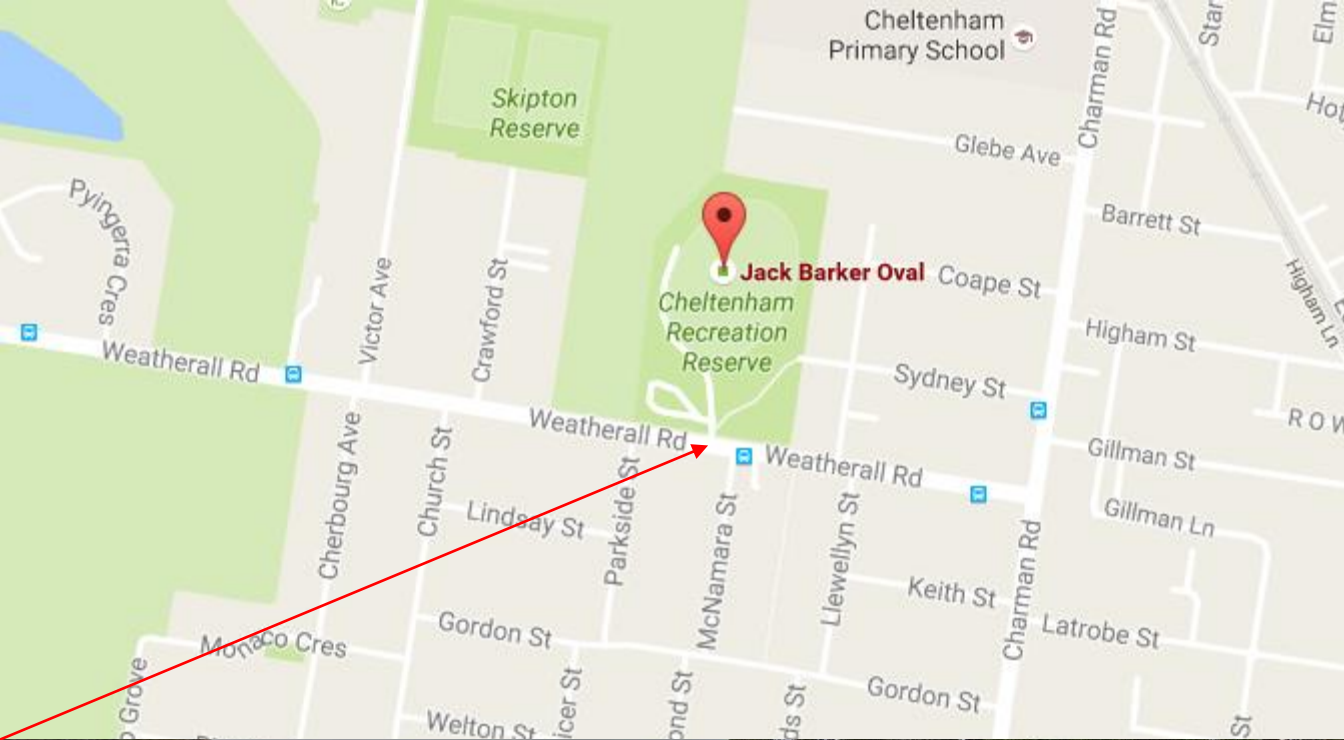 Cheltenham
Primary School
Charman Rd
Skipton
Reserve
Glebe Ave
Pyingerra Cres
Barrett St
Jack Barker Oval
Coape St
Higham Ln
Victor Ave
Crawford St
Cheltenham
Recreation
Reserve
Higham St
Weatherall Rd
Sydney St
Weatherall Rd
Weatherall Rd
Gillman St
Cherbourg Ave
Church St
Lindsay St
Parkside St
McNamara St
Llewellyn St
Gillman Ln
Charman Rd
Keith St
Latrobe St
Gordon St
Monaco Cres
Grove
Gordon St
Welton St
St